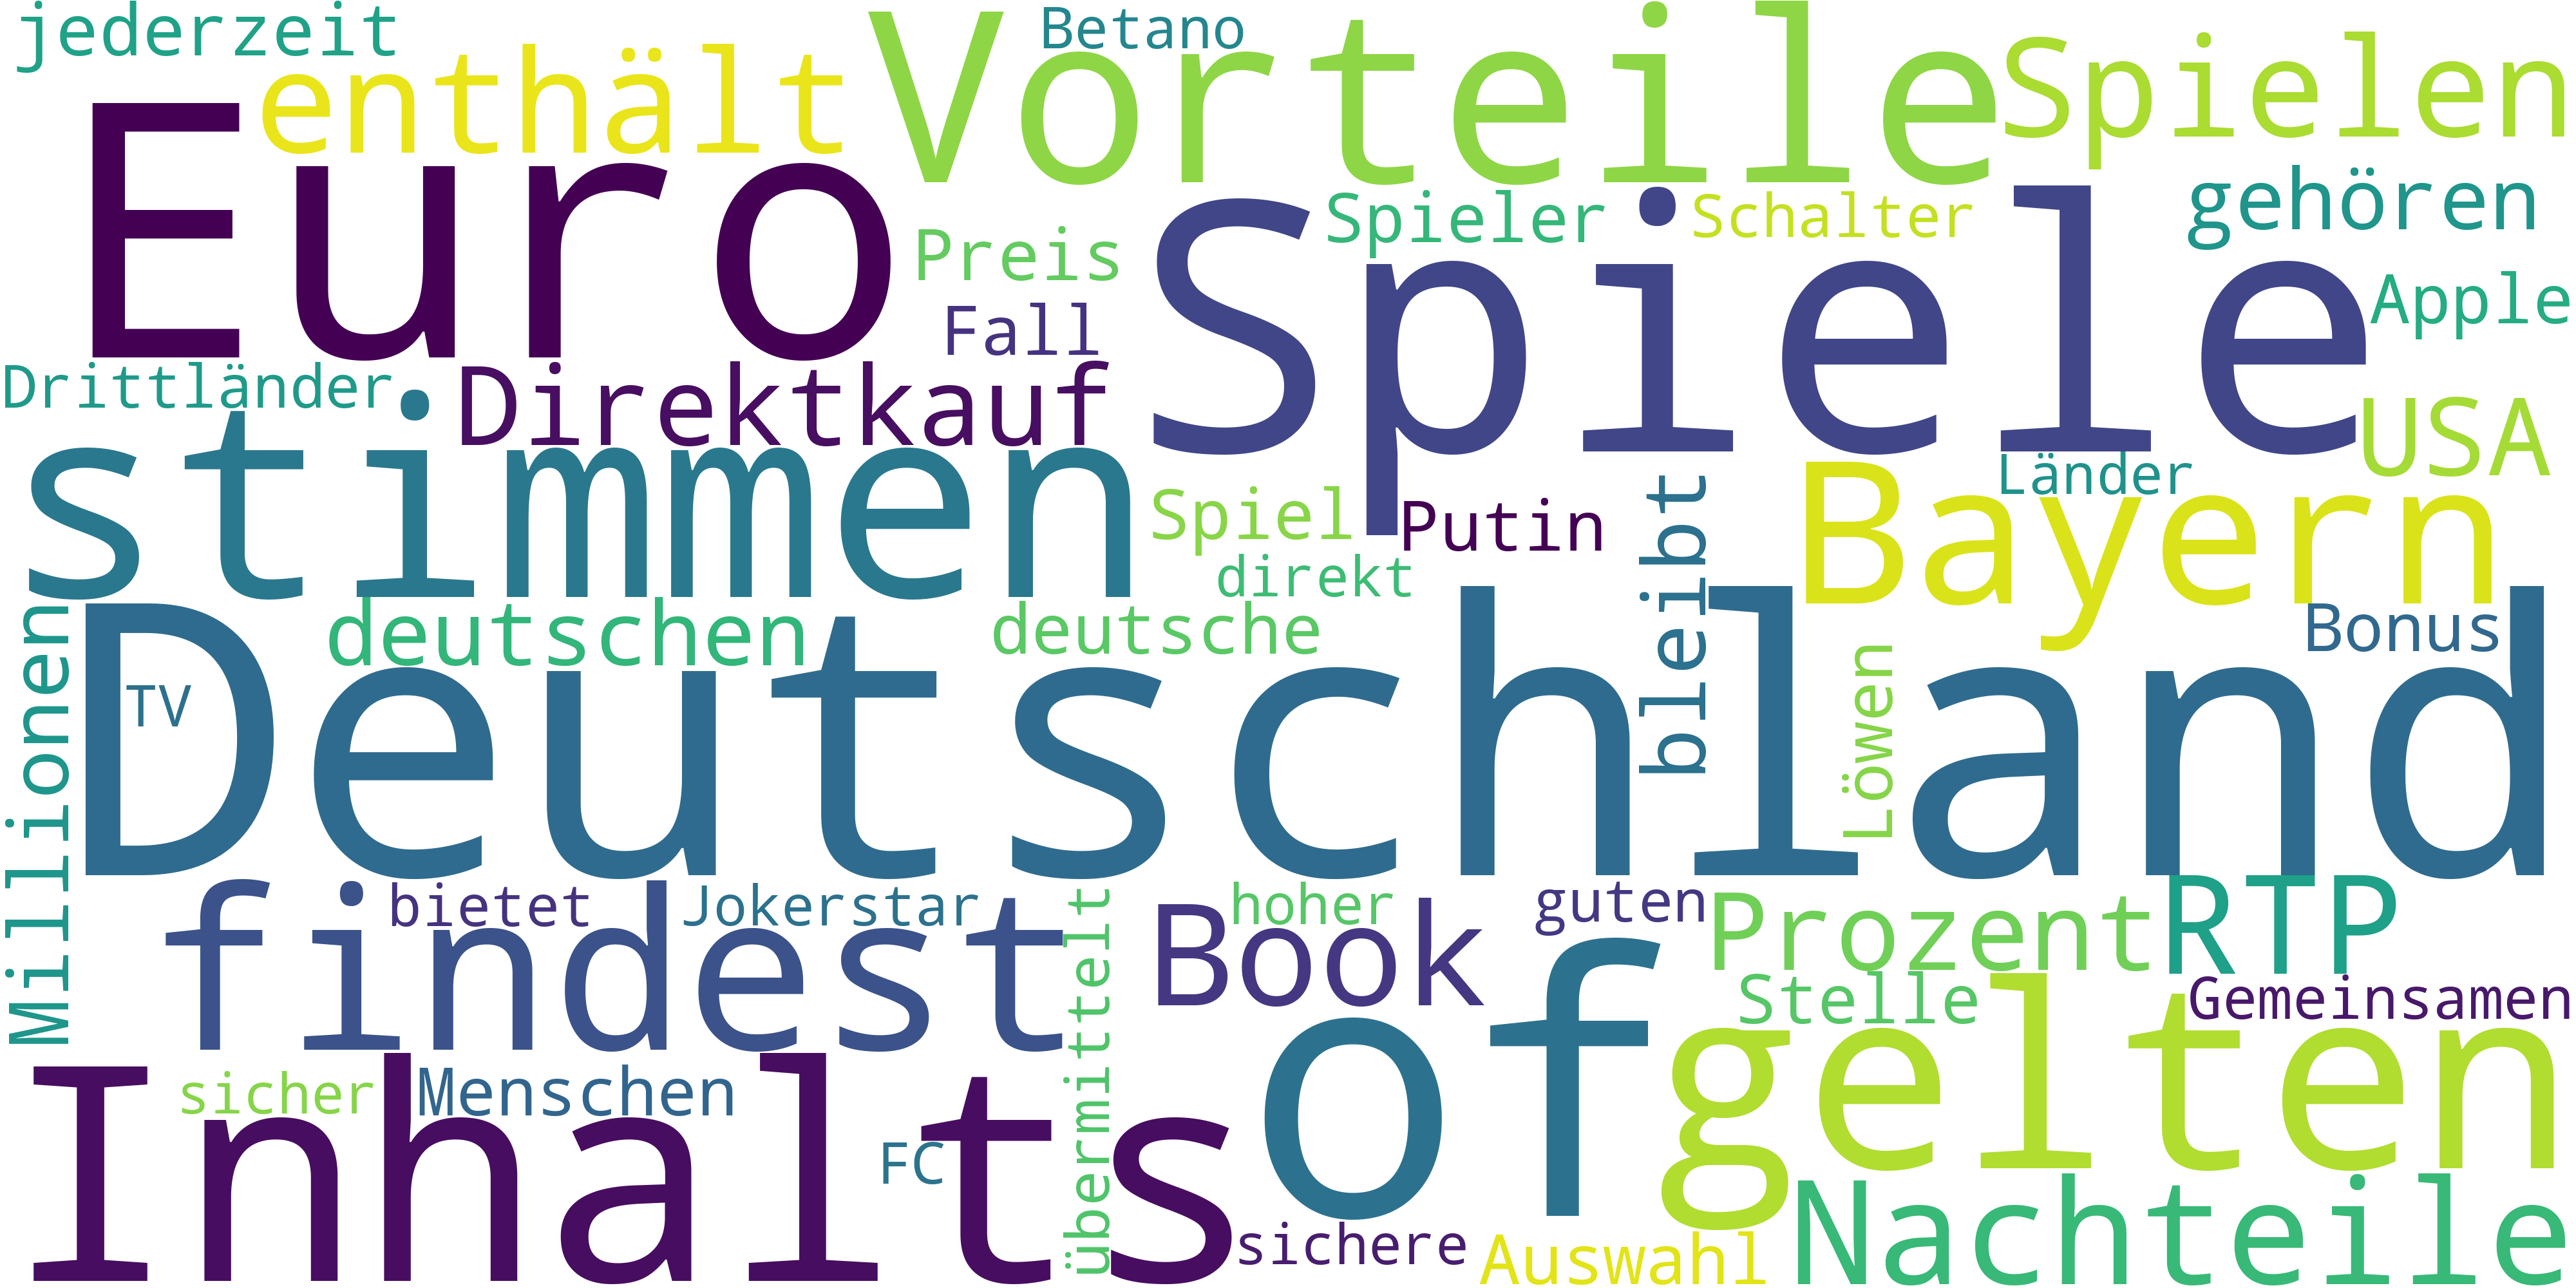 jederzeit
Betano
enthält
Vorteile
Spielen
Euro
Spiele
Spieler
Schalter
gehören
Preis
Fall
Apple
Drittländer
Direktkauf
USA
stimmen
Spiel
Putin
bleibt
Bayern
Länder
direkt
Millionen
deutschen
deutsche
Löwen
Bonus
TV
Deutschland
findest
bietet
Jokerstar
übermittelt
hoher
Book
guten
Prozent
RTP
of
Stelle
Gemeinsamen
gelten
sicher
Menschen
Inhalts
FC
sichere
Auswahl
Nachteile